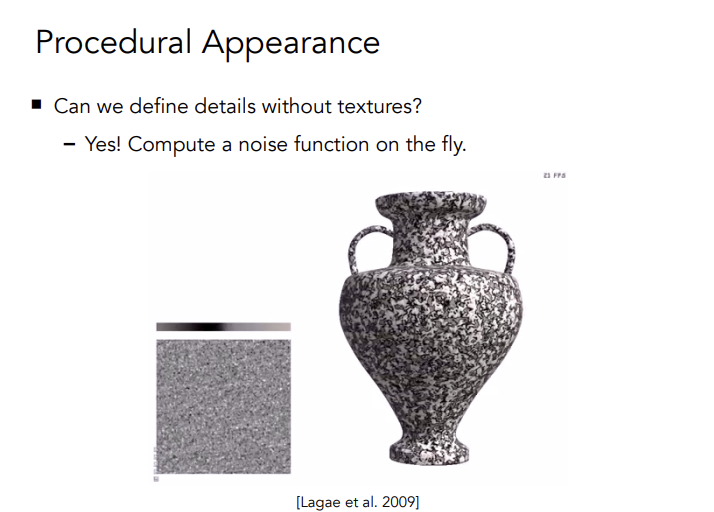 Procedural Appearance
■ Can we define details without textures?
– Yes! Compute a noise function on the fly.
21 FPS
[Lagae et al. 2009]